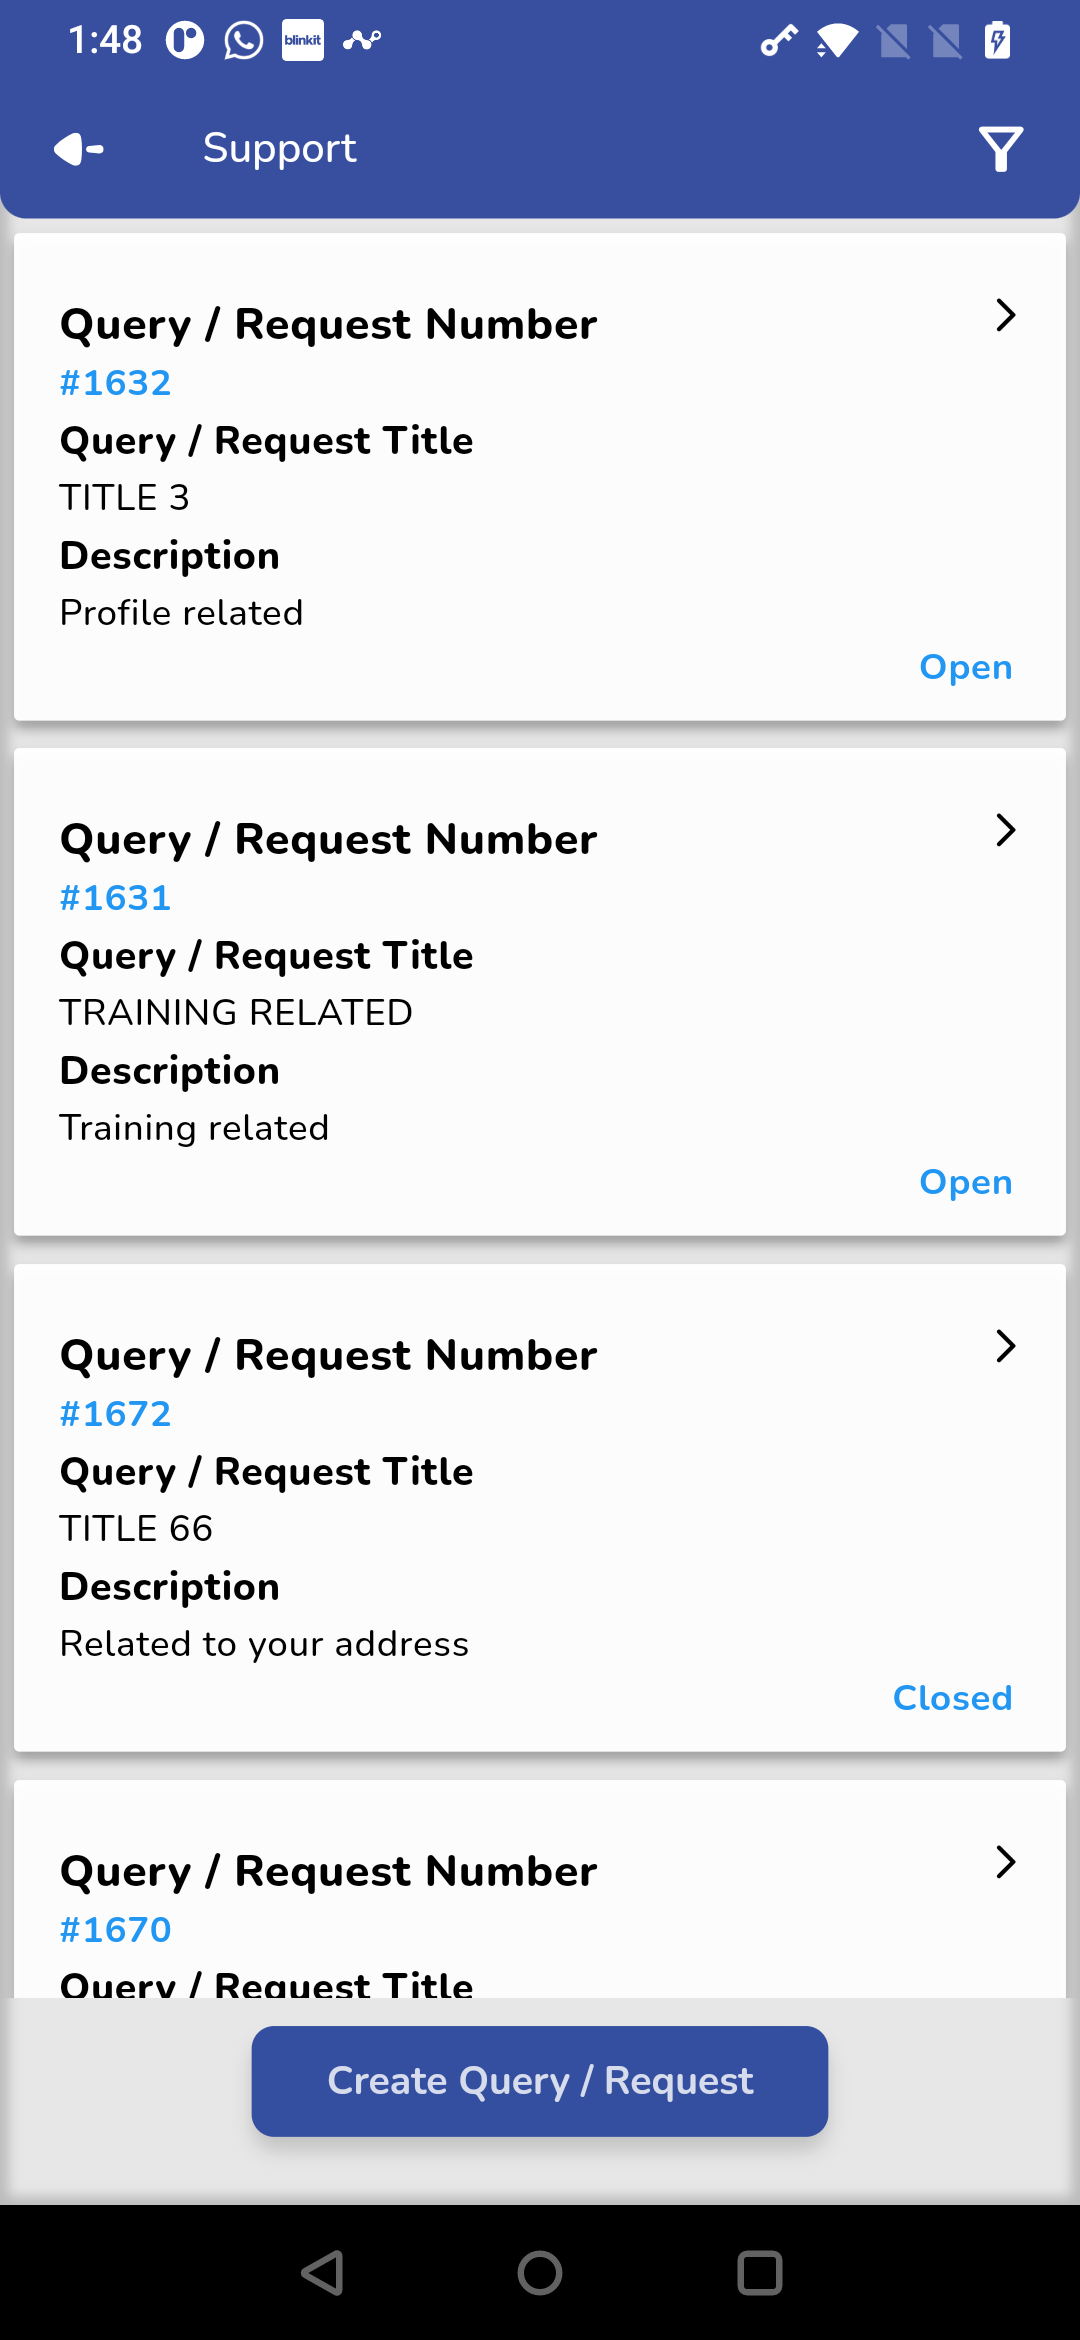 1:48 blinkit
Support
Query / Request Number
#1632
Query / Request Title
TITLE 3
Description
Profile related
Open
Query / Request Number
#1631
Query / Request Title
TRAINING RELATED
Description
Training related
Open
Query / Request Number
#1672
Query / Request Title
TITLE 66
Description
Related to your address
Closed
Query / Request Number
#1670
Query / Request Title
Create Query / Request